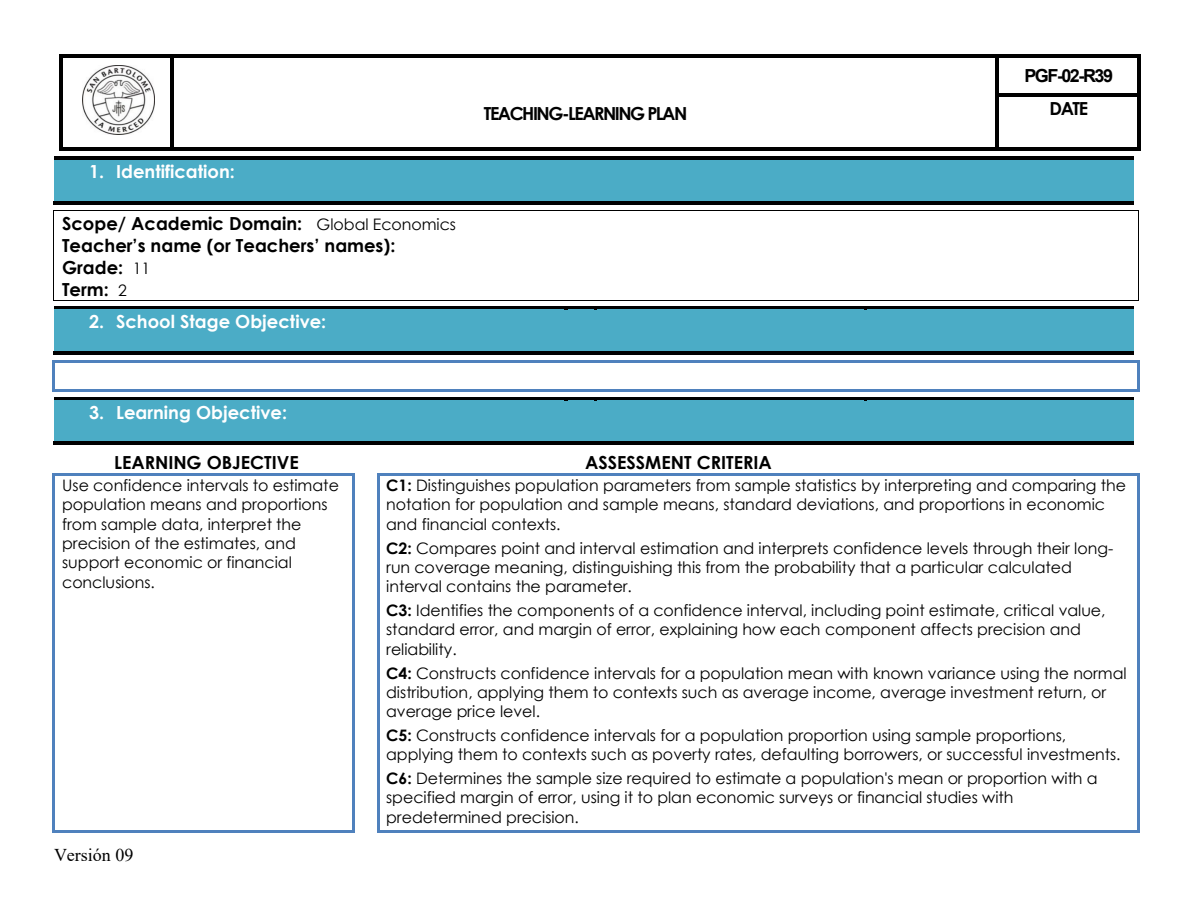 SAN BARTOLOME
JHS
LA MERCED
TEACHING-LEARNING PLAN
PGF-02-R39
DATE
1. Identification:
Scope/ Academic Domain: Global Economics
Teacher's name (or Teachers' names):
Grade: 11
Term: 2
2. School Stage Objective:
3. Learning Objective:
LEARNING OBJECTIVE
Use confidence intervals to estimate
population means and proportions
from sample data, interpret the
precision of the estimates, and
support economic or financial
conclusions.
ASSESSMENT CRITERIA
C1: Distinguishes population parameters from sample statistics by interpreting and comparing the
notation for population and sample means, standard deviations, and proportions in economic
and financial contexts.
C2: Compares point and interval estimation and interprets confidence levels through their long-
run coverage meaning, distinguishing this from the probability that a particular calculated
interval contains the parameter.
C3: Identifies the components of a confidence interval, including point estimate, critical value,
standard error, and margin of error, explaining how each component affects precision and
reliability.
C4: Constructs confidence intervals for a population mean with known variance using the normal
distribution, applying them to contexts such as average income, average investment return, or
average price level.
C5: Constructs confidence intervals for a population proportion using sample proportions,
applying them to contexts such as poverty rates, defaulting borrowers, or successful investments.
C6: Determines the sample size required to estimate a population's mean or proportion with a
specified margin of error, using it to plan economic surveys or financial studies with
predetermined precision.
Versión 09